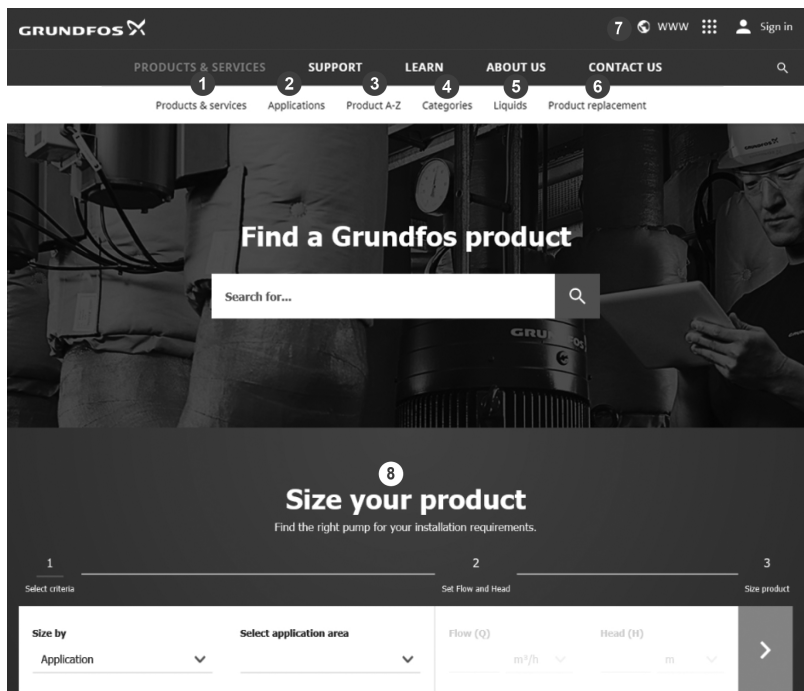 GRUNDFOS
7 WWW Sign in
PRODUCTS & SERVICES SUPPORT LEARN ABOUT US CONTACT US
1 2 3 4 5 6
Products & services Applications Product A-Z Categories Liquids Product replacement
GRUNDFOS
Find a Grundfos product
Search for...
GRUNDFOS
8
Size your product
Find the right pump for your installation requirements.
1 2 3
Select criteria Set Flow and Head Size product
Size by Select application area Flow (Q) Head (H)
Application m³/h m